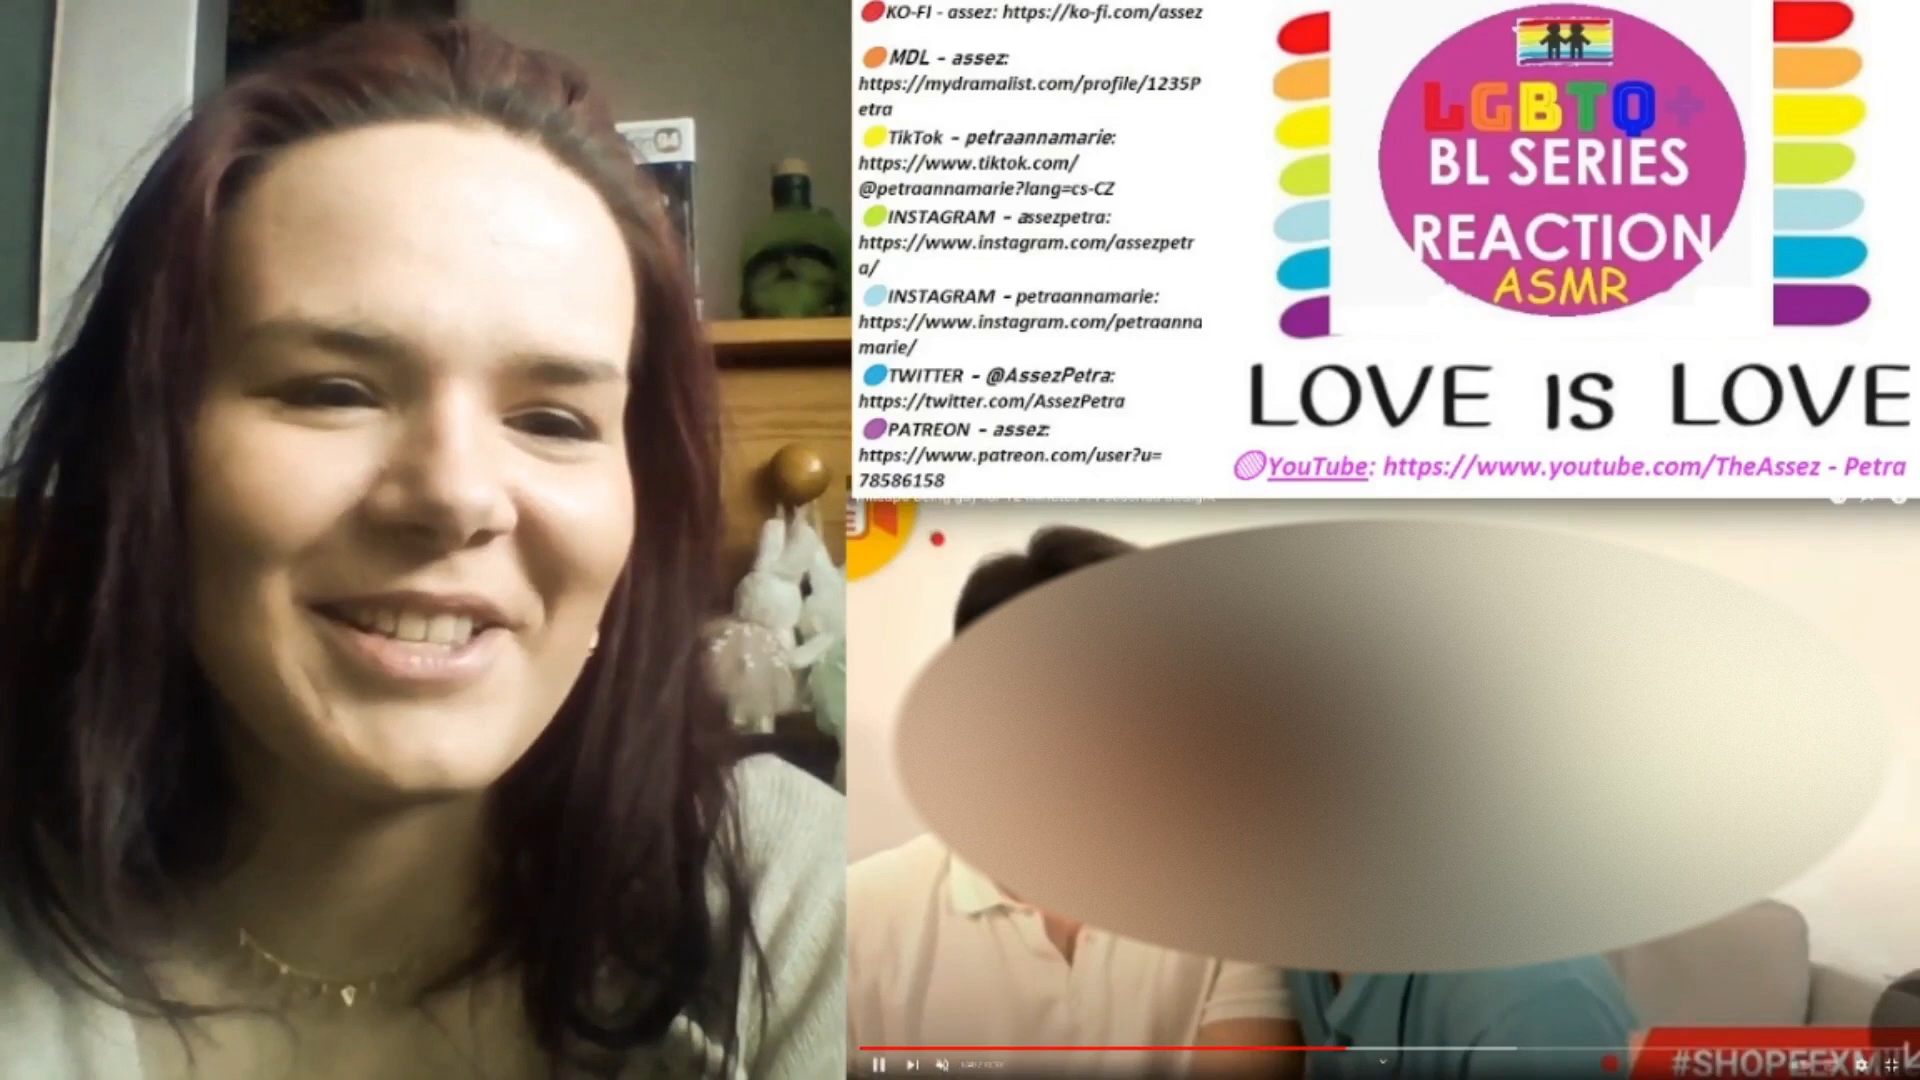 KO-FI - assez: https://ko-fi.com/assez
MDL - assez:
https://mydramalist.com/profile/1235P
etra
TikTok - petraannamarie:
https://www.tiktok.com/
@petraannamarie?lang=cs-CZ
INSTAGRAM - assezpetra:
https://www.instagram.com/assezpetr
a/
INSTAGRAM - petraannamarie:
https://www.instagram.com/petraanna
marie/
TWITTER - @AssezPetra:
https://twitter.com/AssezPetra
PATREON - assez:
https://www.patreon.com/user?u=
78586158
LGBTQ+
BL SERIES
REACTION
ASMR
LOVE IS LOVE
YouTube: https://www.youtube.com/TheAssez - Petra
94